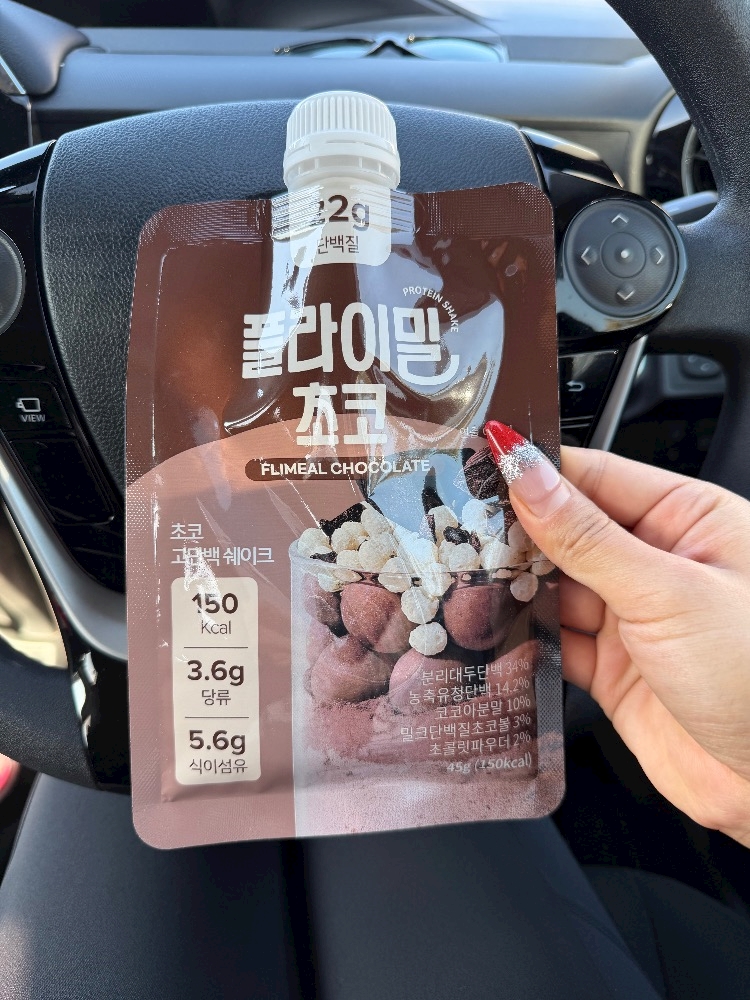 22g
단백질
PROTEIN SHAKE
플라이밀
초코
FLIMEAL CHOCOLATE
초코
고단백 쉐이크
150
Kcal
3.6g
당류
5.6g
식이섬유
분리대두단백 34%
농축유청단백 14.2%
코코아분말 10%
밀크단백질초코볼 3%
초콜릿파우더 2%
45g (150kcal)
VIEW